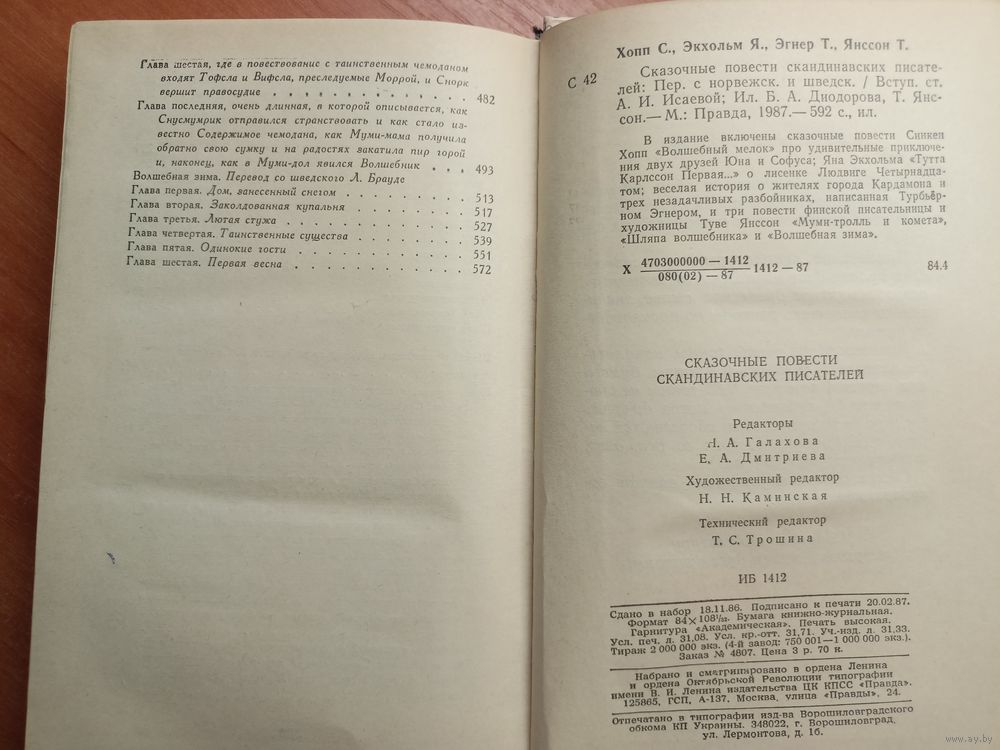 Глава шестая, где в повествование с таинственным чемоданом
входят Тофсла и Вифсла, преследуемые Моррой, и Снорк
вершит правосудие . . . . . . . . . . . . 482
Глава последняя, очень длинная, в которой описывается, как
Снусмумрик отправился странствовать и как стало из-
вестно Содержимое чемодана, как Муми-мама получила
обратно свою сумку и на радостях закатила пир горой
и, наконец, как в Муми-дол явился Волшебник . . . 493
Волшебная зима. Перевод со шведского Л. Брауде
Глава первая. Дом, занесенный снегом . . . . . . . . 513
Глава вторая. Заколдованная купальня . . . . . . . . 517
Глава третья. Лютая стужа . . . . . . . . . . . . 527
Глава четвертая. Таинственные существа . . . . . . . 539
Глава пятая. Одинокие гости . . . . . . . . . . . 551
Глава шестая. Первая весна . . . . . . . . . . . . 572
Хопп С., Экхольм Я., Эгнер Т., Янссон Т.
С 42 Сказочные повести скандинавских писате-
лей: Пер. с норвежск. и шведск. / Вступ. ст.
А. И. Исаевой; Ил. Б. А. Диодорова, Т. Янс-
сон.— М.: Правда, 1987.— 592 с., ил.
В издание включены сказочные повести Синкен
Хопп «Волшебный мелок» про удивительные приключе-
ния двух друзей Юна и Софуса; Яна Экхольма «Тутта
Карлссон Первая...» о лисенке Людвиге Четырнадца-
том; веселая история о жителях города Кардамона и
трех незадачливых разбойниках, написанная Турбьёр-
ном Эгнером, и три повести финской писательницы и
художницы Туве Янссон «Муми-тролль и комета»,
«Шляпа волшебника» и «Волшебная зима».
Х 4703000000—1412
080(02)—87 1412—87 84.4
СКАЗОЧНЫЕ ПОВЕСТИ
СКАНДИНАВСКИХ ПИСАТЕЛЕЙ
Редакторы
А. Галахова
Е. А. Дмитриева
Художественный редактор
Н. Н. Каминская
Технический редактор
Т. С. Трошина
ИБ 1412
Сдано в набор 18.11.86. Подписано к печати 20.02.87.
Формат 84×108¹/₃₂. Бумага книжно-журнальная.
Гарнитура «Академическая». Печать высокая.
Усл. печ. л. 31,08. Усл. кр.-отт. 31,71. Уч.-изд. л. 31,33.
Тираж 2 000 000 экз. (4-й завод: 750 001—1 000 000 экз.).
Заказ № 4807. Цена 3 р. 70 к.
Набрано и сматрицировано в ордена Ленина
и ордена Октябрьской Революции типографии
имени В. И. Ленина издательства ЦК КПСС «Правда».
125865, ГСП, А-137, Москва, улица «Правды», 24.
Отпечатано в типографии изд-ва Ворошиловградского
обкома КП Украины. 348022, г. Ворошиловград,
ул. Лермонтова, д. 1б.
www.ay.by